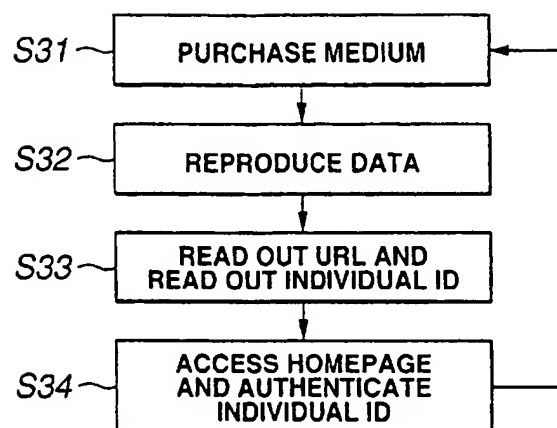 S31 PURCHASE MEDIUM
S32 REPRODUCE DATA
S33 READ OUT URL AND
READ OUT INDIVIDUAL ID
S34 ACCESS HOMEPAGE
AND AUTHENTICATE
INDIVIDUAL ID